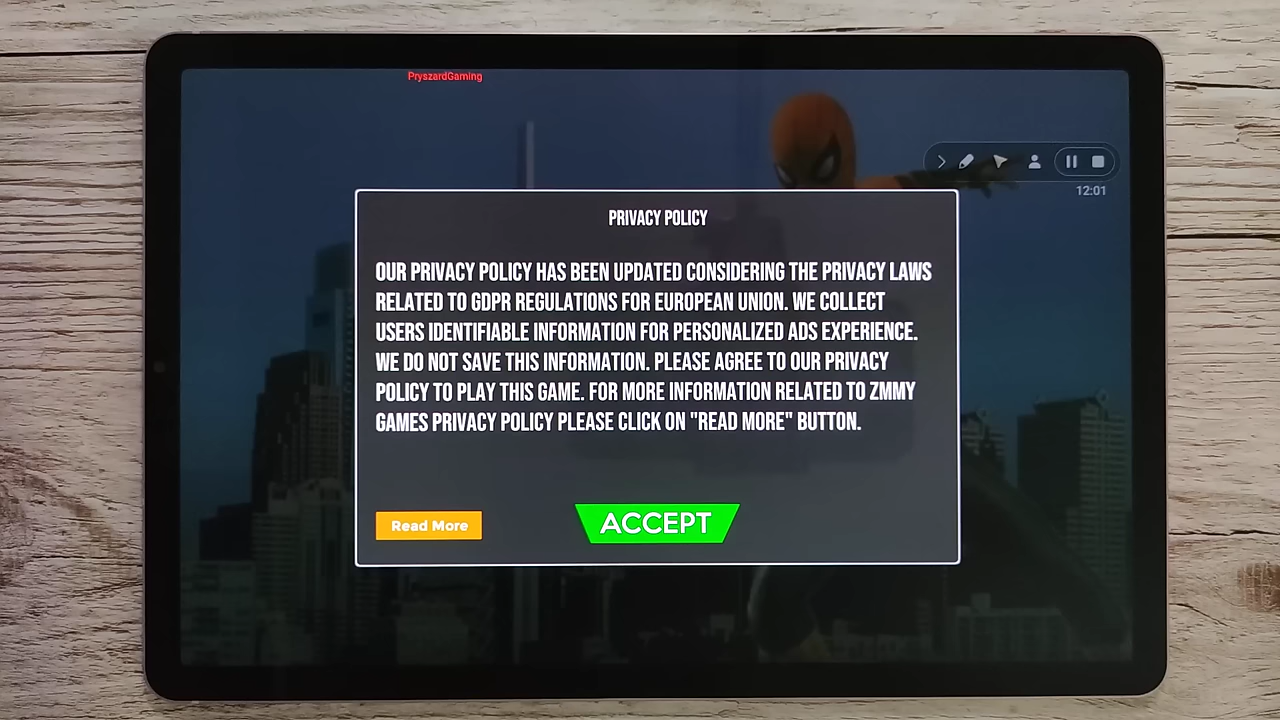 PryszardGaming
12:01
PRIVACY POLICY
OUR PRIVACY POLICY HAS BEEN UPDATED CONSIDERING THE PRIVACY LAWS
RELATED TO GDPR REGULATIONS FOR EUROPEAN UNION. WE COLLECT
USERS IDENTIFIABLE INFORMATION FOR PERSONALIZED ADS EXPERIENCE.
WE DO NOT SAVE THIS INFORMATION. PLEASE AGREE TO OUR PRIVACY
POLICY TO PLAY THIS GAME. FOR MORE INFORMATION RELATED TO ZMMY
GAMES PRIVACY POLICY PLEASE CLICK ON "READ MORE" BUTTON.
Read More
ACCEPT